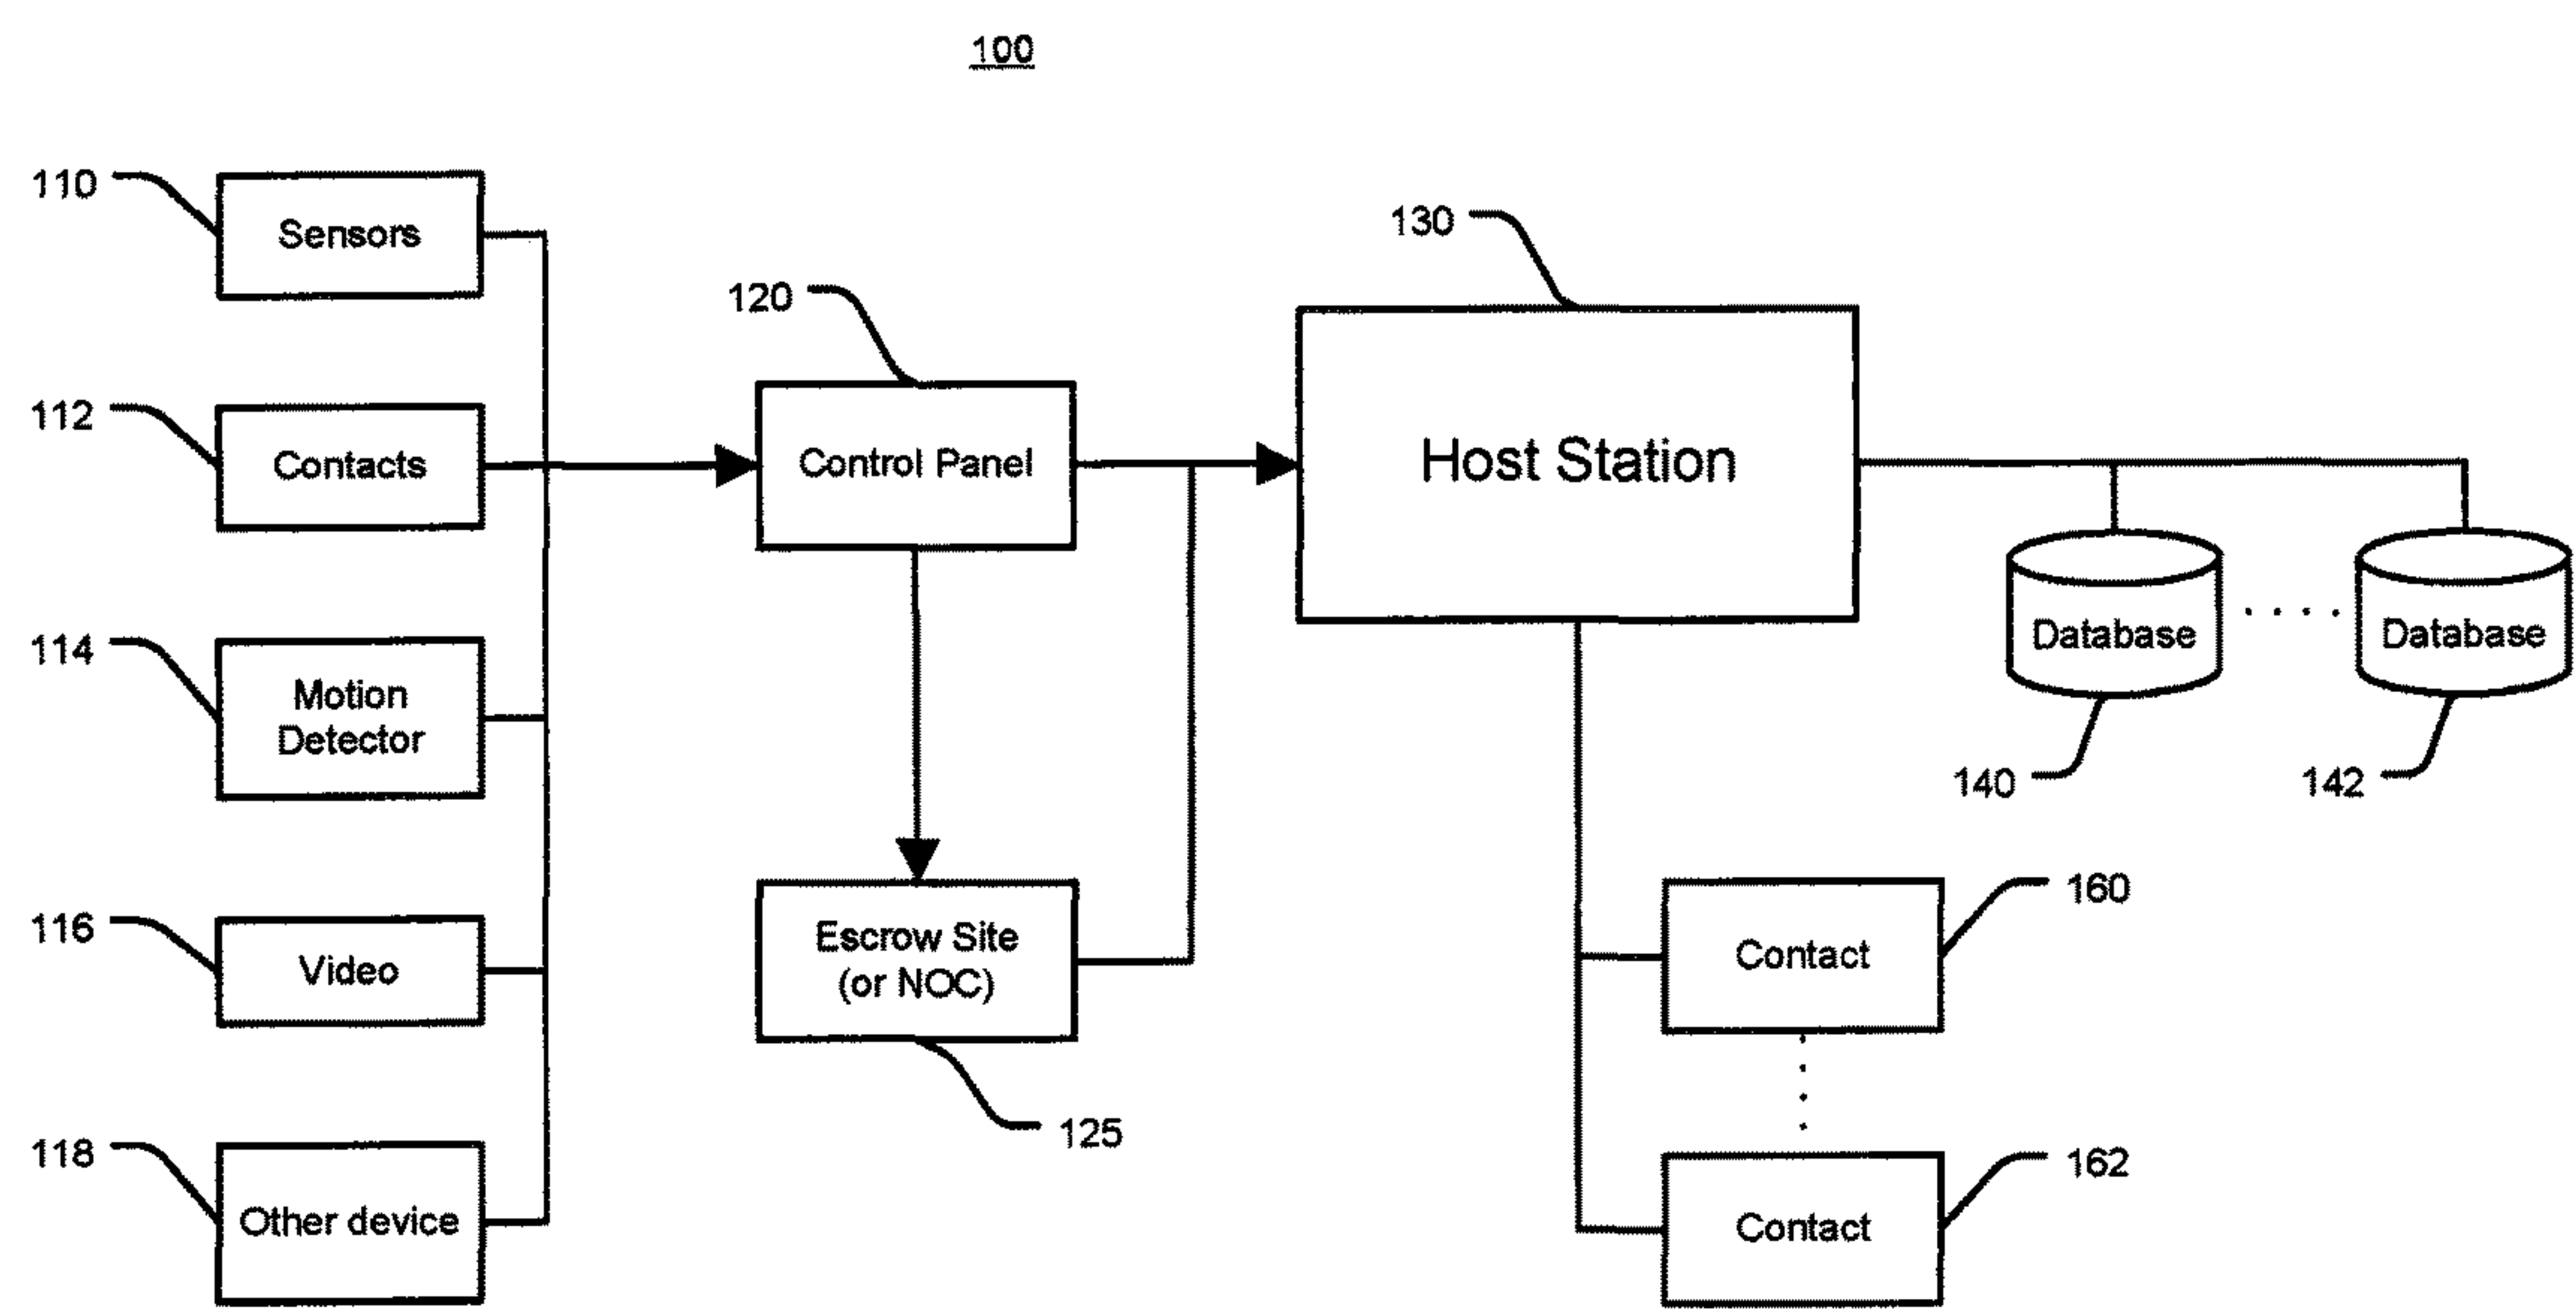 100
110
Sensors
112
Contacts
114
Motion
Detector
116
Video
118
Other device
120
Control Panel
Escrow Site
(or NOC)
125
130
Host Station
Database
140
Database
142
Contact
160
Contact
162